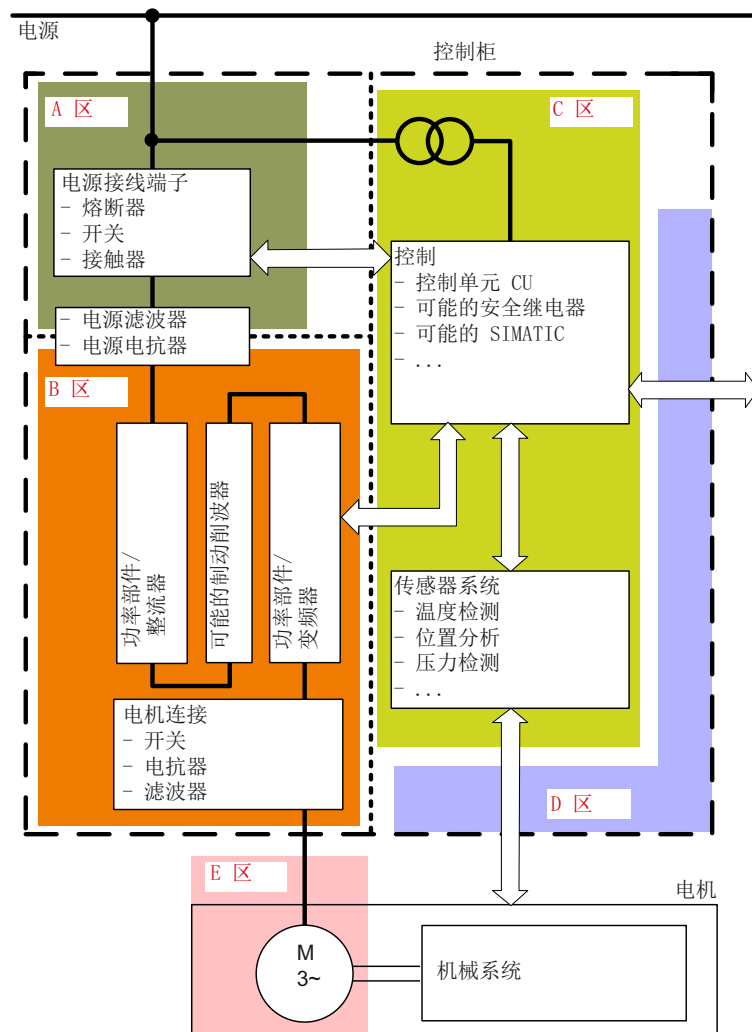 电源
控制柜
A 区
C 区
电源接线端子
- 熔断器
- 开关
- 接触器
控制
- 控制单元 CU
- 可能的安全继电器
- 可能的 SIMATIC
- ...
- 电源滤波器
- 电源电抗器
B 区
功率部件/
整流器
可能的制动削波器
功率部件/
变频器
传感器系统
- 温度检测
- 位置分析
- 压力检测
- ...
电机连接
- 开关
- 电抗器
- 滤波器
D 区
E 区
电机
M
3~
机械系统